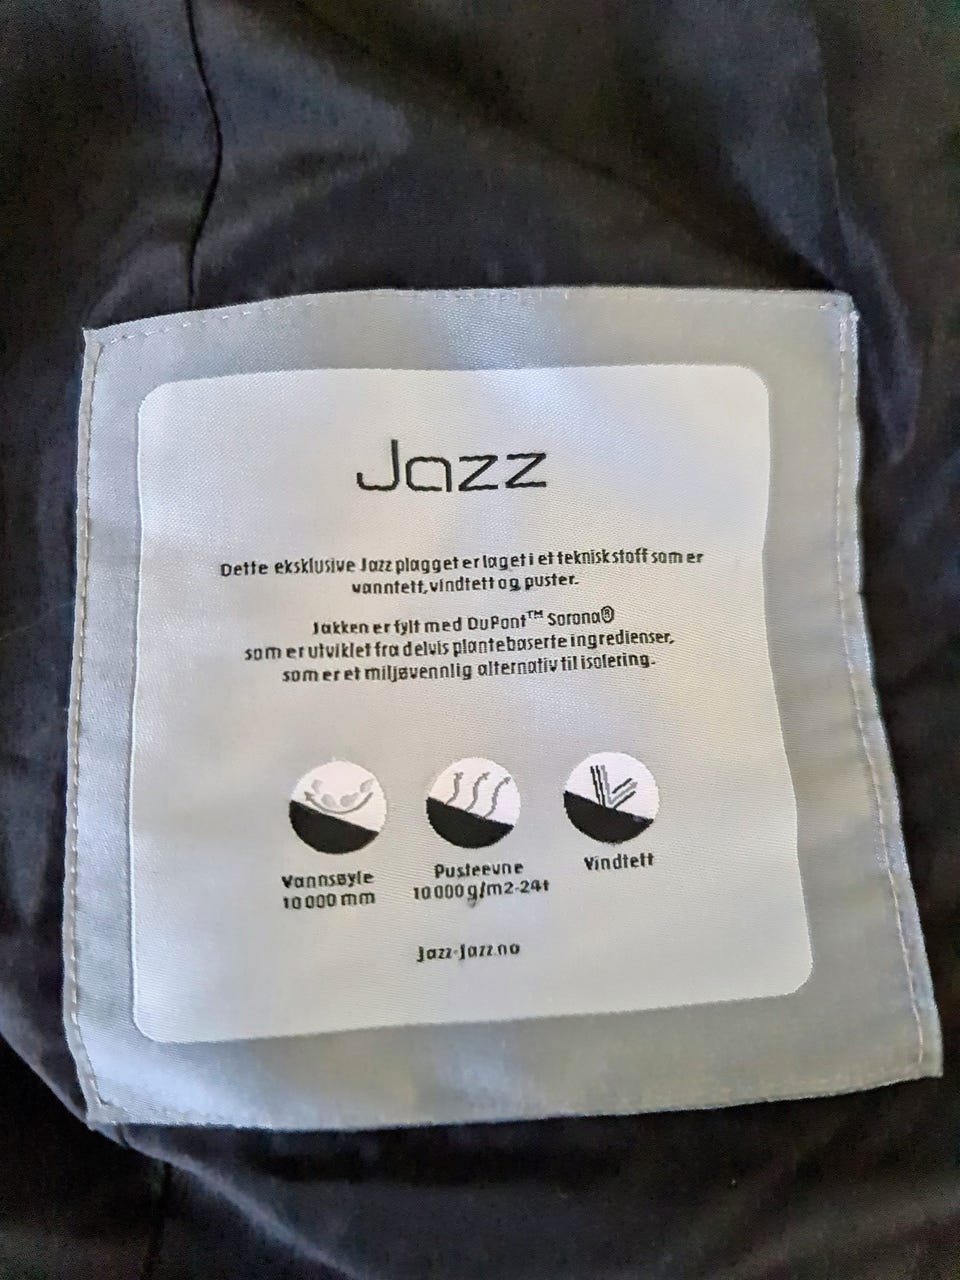 Jazz
Dette eksklusive Jazz plagget er laget i et teknisk stoff som er
vanntett, vindtett og puster.
Jakken er fylt med DuPont™ Sorona®
som er utviklet fra delvis plantebaserte ingredienser,
som er et miljøvennlig alternativ til isolering.
Vannsøyle
10 000 mm
Pusteevne
10 000 g/m2-24t
Vindtett
jazz-jazz.no